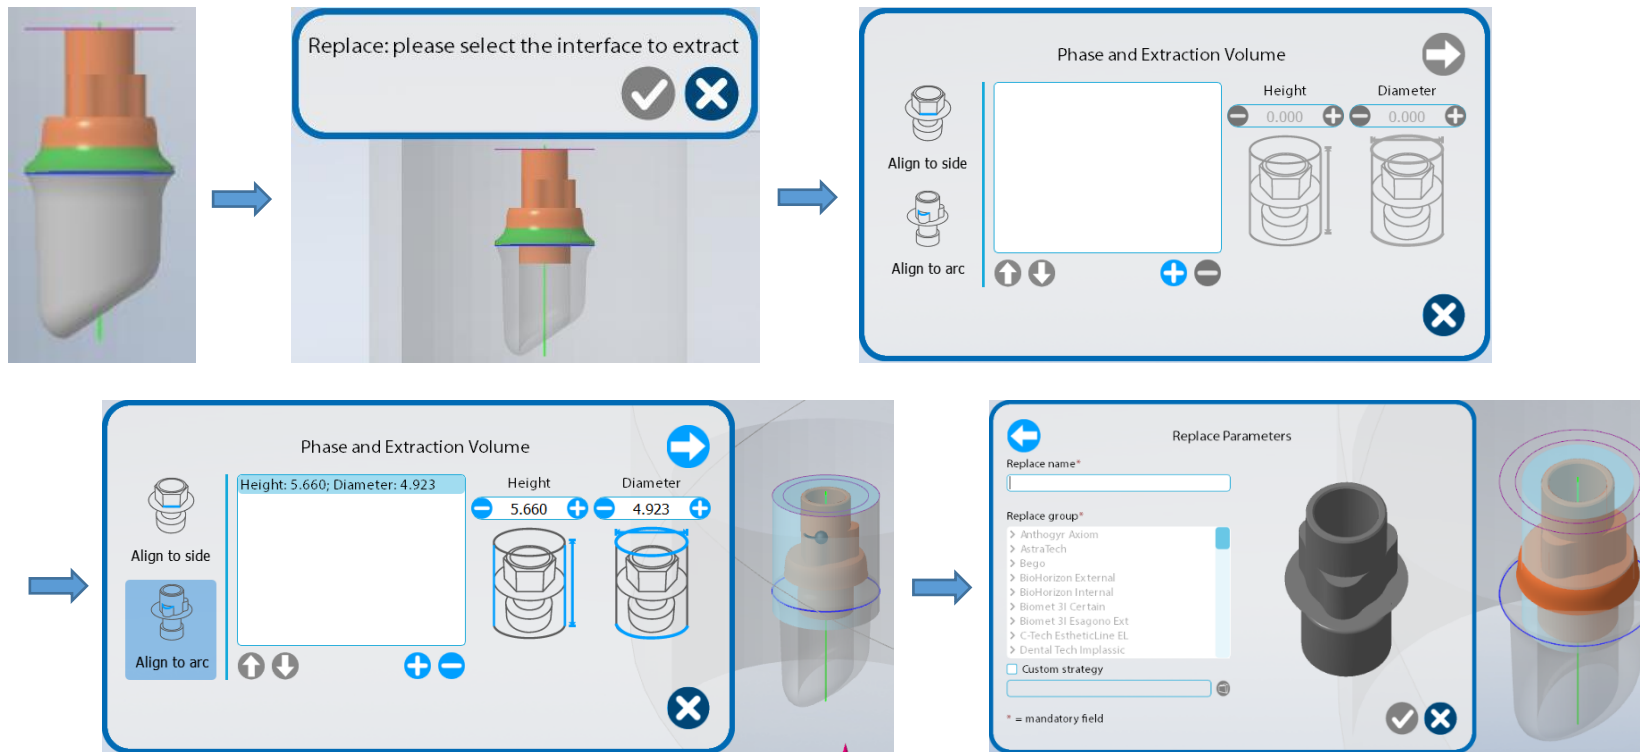 Replace: please select the interface to extract
Phase and Extraction Volume
Height
Diameter
0.000
0.000
Align to side
Align to arc
Phase and Extraction Volume
Height: 5.660; Diameter: 4.923
Height
Diameter
5.660
4.923
Align to side
Align to arc
Replace Parameters
Replace name*
Replace group*
Anthogyr Axiom
AstraTech
Bego
BioHorizon External
BioHorizon Internal
Biomet 3I Certain
Biomet 3I Esagono Ext
C-Tech EstheticLine EL
Dental Tech Implassic
Custom strategy
* = mandatory field